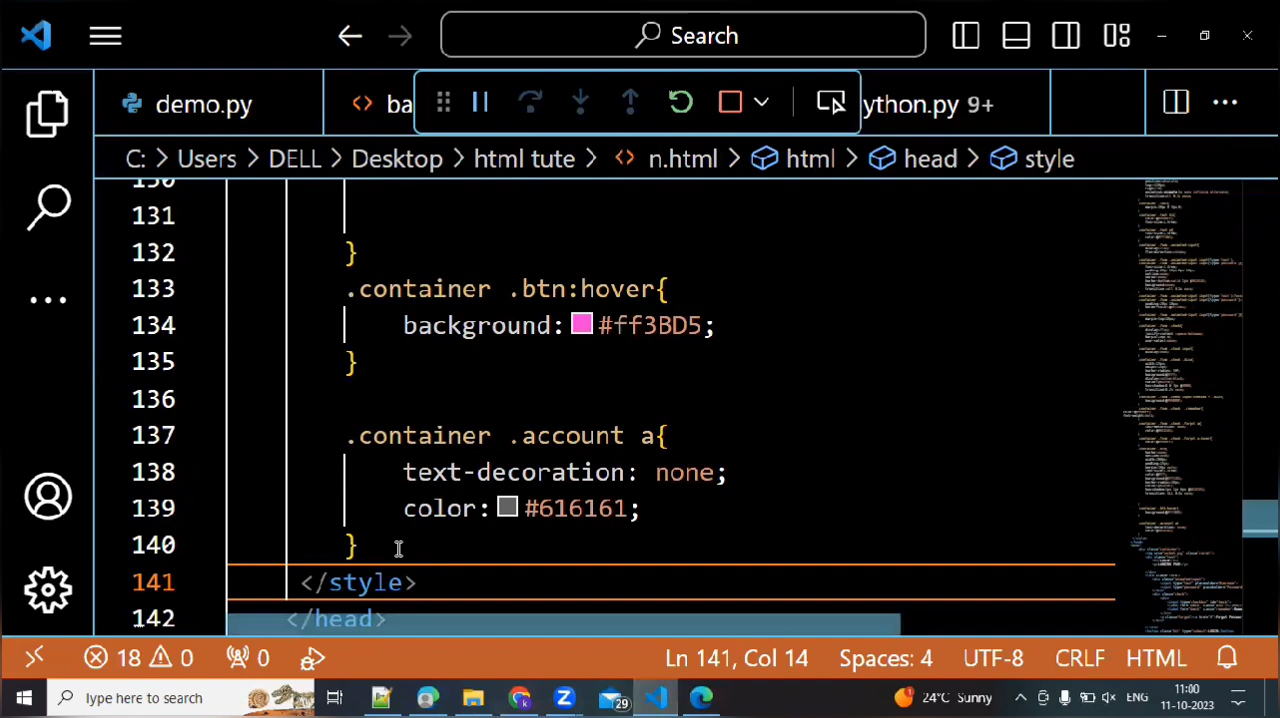 Search
demo.py
ba
ython.py 9+
C: > Users > DELL > Desktop > html tute > n.html > html > head > style
130
131
132 }
133 .container .btn:hover{
134 background: #ff3BD5;
135 }
136
137 .container .account a{
138 text-decoration: none;
139 color: #616161;
140 }
141 </style>
142 </head>
18 0 0 Ln 141, Col 14 Spaces: 4 UTF-8 CRLF HTML
Type here to search 29 24°C Sunny ENG 11:00
11-10-2023